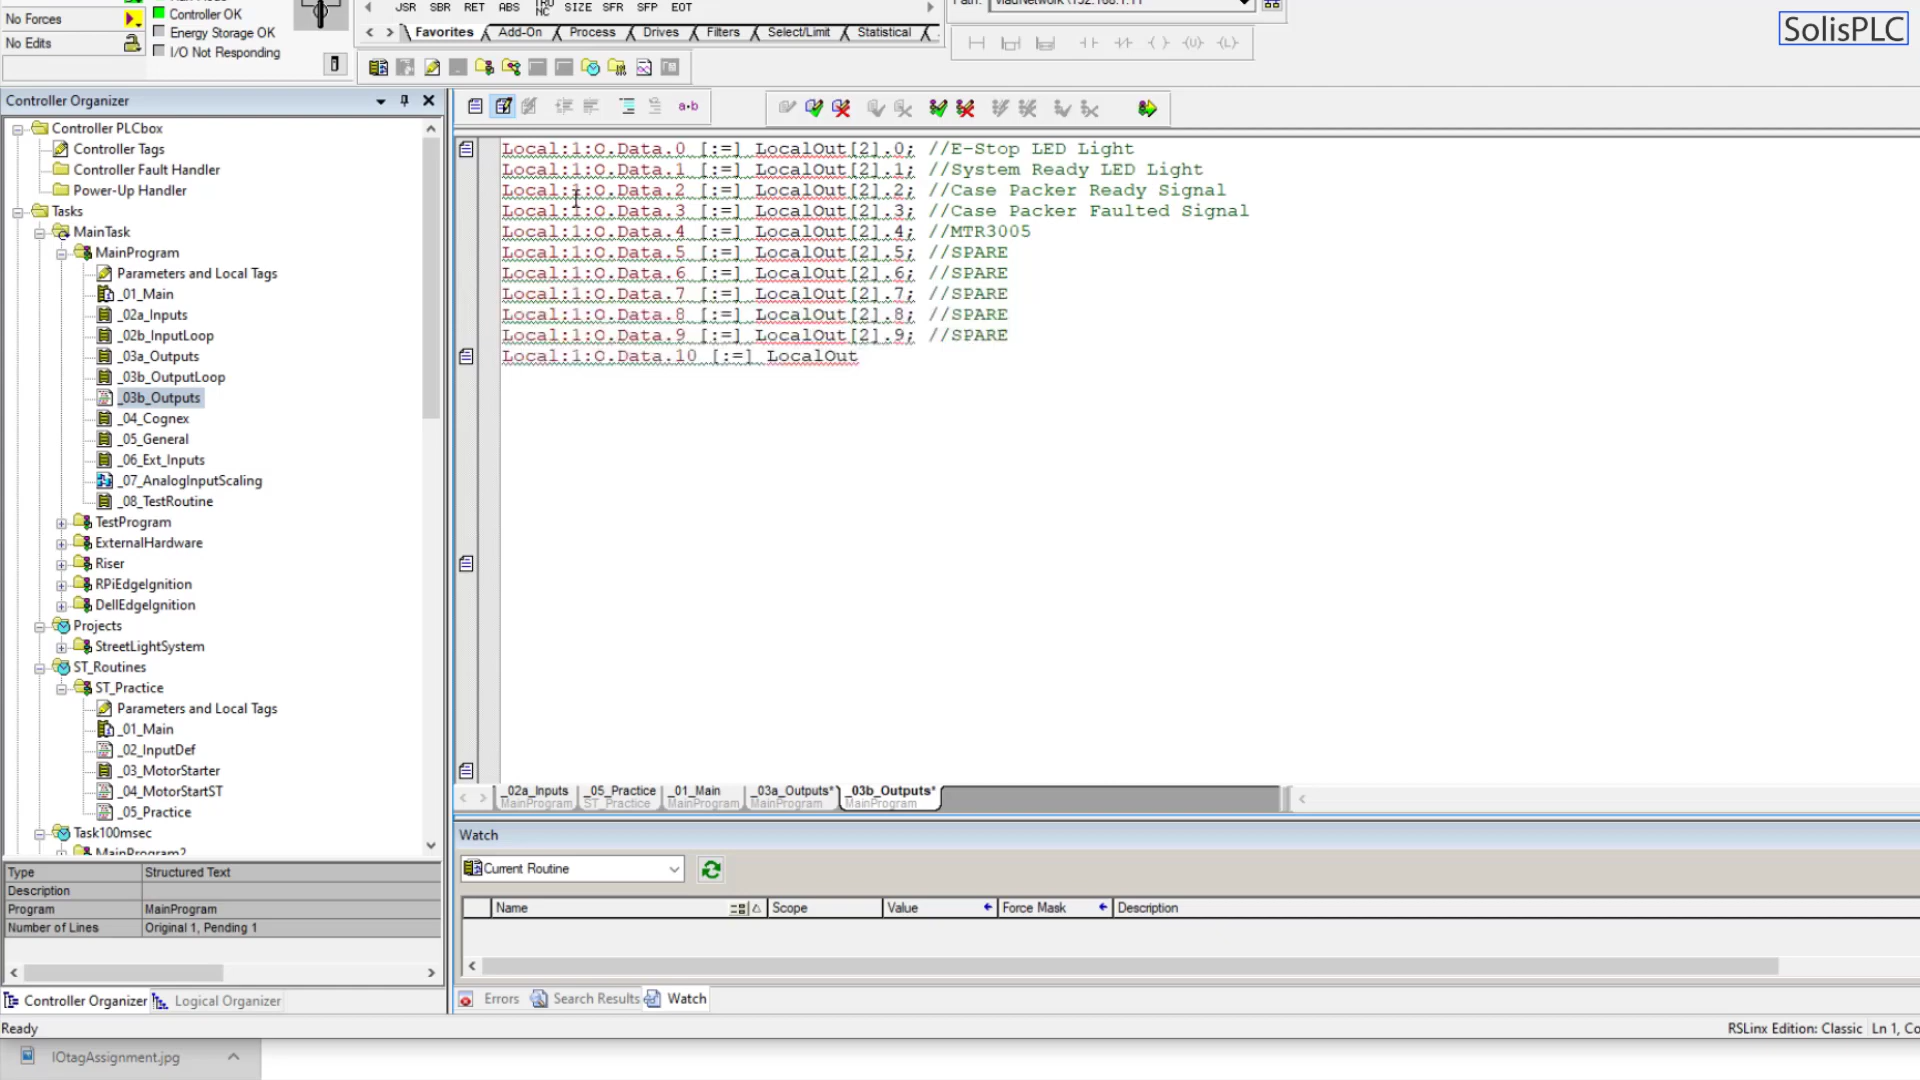 JSR SBR RET ABS TRUNC SIZE SFR SFP EOT
No Forces
Controller OK
No Edits
Energy Storage OK
I/O Not Responding
Favorites Add-On Process Drives Filters Select/Limit Statistical
SolisPLC
Controller Organizer
Controller PLCbox
Controller Tags
Controller Fault Handler
Power-Up Handler
Tasks
MainTask
MainProgram
Parameters and Local Tags
_01_Main
_02a_Inputs
_02b_InputLoop
_03a_Outputs
_03b_OutputLoop
_03b_Outputs
_04_Cognex
_05_General
_06_Ext_Inputs
_07_AnalogInputScaling
_08_TestRoutine
TestProgram
ExternalHardware
Riser
RPiEdgeIgnition
DellEdgeIgnition
Projects
StreetLightSystem
ST_Routines
ST_Practice
Parameters and Local Tags
_01_Main
_02_InputDef
_03_MotorStarter
_04_MotorStartST
_05_Practice
Task100msec
MainProgram2
Type Structured Text
Description
Program MainProgram
Number of Lines Original 1, Pending 1
Controller Organizer Logical Organizer
a·b
Local:1:O.Data.0 [:=] LocalOut[2].0; //E-Stop LED Light
Local:1:O.Data.1 [:=] LocalOut[2].1; //System Ready LED Light
Local:1:O.Data.2 [:=] LocalOut[2].2; //Case Packer Ready Signal
Local:1:O.Data.3 [:=] LocalOut[2].3; //Case Packer Faulted Signal
Local:1:O.Data.4 [:=] LocalOut[2].4; //MTR3005
Local:1:O.Data.5 [:=] LocalOut[2].5; //SPARE
Local:1:O.Data.6 [:=] LocalOut[2].6; //SPARE
Local:1:O.Data.7 [:=] LocalOut[2].7; //SPARE
Local:1:O.Data.8 [:=] LocalOut[2].8; //SPARE
Local:1:O.Data.9 [:=] LocalOut[2].9; //SPARE
Local:1:O.Data.10 [:=] LocalOut
_02a_Inputs _05_Practice _01_Main _03a_Outputs* _03b_Outputs*
MainProgram ST_Practice MainProgram MainProgram MainProgram
Watch
Current Routine
Name Scope Value Force Mask Description
Errors Search Results Watch
Ready
RSLinx Edition: Classic Ln 1, Co
IOtagAssignment.jpg